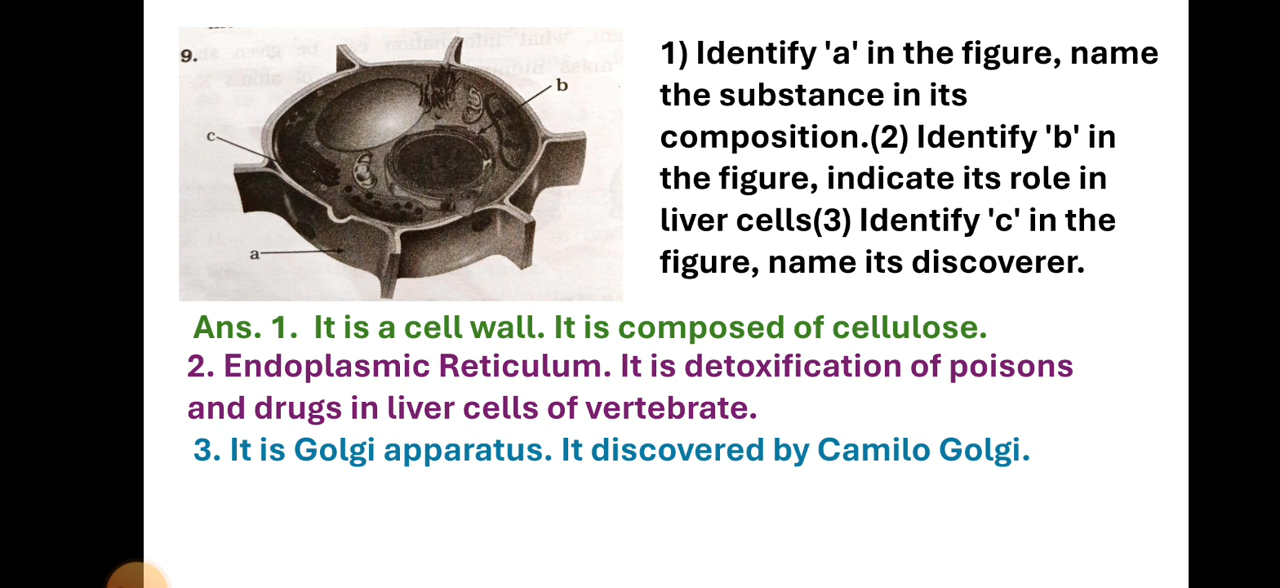 9.
b
c
a
1) Identify 'a' in the figure, name
the substance in its
composition.(2) Identify 'b' in
the figure, indicate its role in
liver cells(3) Identify 'c' in the
figure, name its discoverer.
Ans. 1. It is a cell wall. It is composed of cellulose.
2. Endoplasmic Reticulum. It is detoxification of poisons
and drugs in liver cells of vertebrate.
3. It is Golgi apparatus. It discovered by Camilo Golgi.